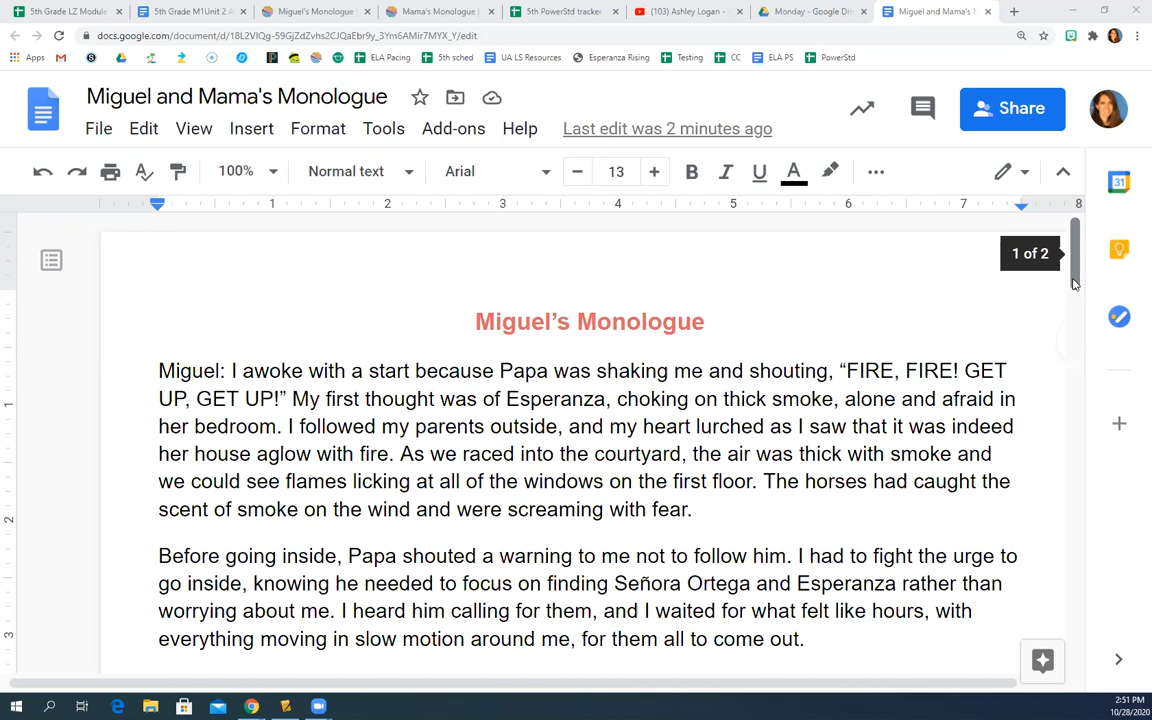 5th Grade LZ Module
5th Grade M1Unit 2 A
Miguel's Monologue
Mama's Monologue
5th PowerStd tracker
(103) Ashley Logan -
Monday - Google Dri
Miguel and Mama's M
docs.google.com/document/d/18L2VIQg-59GjZdZvhs2CJQaEbr9y_3Ym6AMir7MYX_Y/edit
Apps
ELA Pacing
5th sched
UA LS Resources
Esperanza Rising
Testing
CC
ELA PS
PowerStd
Miguel and Mama's Monologue
File Edit View Insert Format Tools Add-ons Help Last edit was 2 minutes ago
Share
100% Normal text Arial 13 B I U A
1 2 3 4 5 6 7 8
31
1 of 2
Miguel’s Monologue
Miguel: I awoke with a start because Papa was shaking me and shouting, “FIRE, FIRE! GET
UP, GET UP!” My first thought was of Esperanza, choking on thick smoke, alone and afraid in
her bedroom. I followed my parents outside, and my heart lurched as I saw that it was indeed
her house aglow with fire. As we raced into the courtyard, the air was thick with smoke and
we could see flames licking at all of the windows on the first floor. The horses had caught the
scent of smoke on the wind and were screaming with fear.
Before going inside, Papa shouted a warning to me not to follow him. I had to fight the urge to
go inside, knowing he needed to focus on finding Señora Ortega and Esperanza rather than
worrying about me. I heard him calling for them, and I waited for what felt like hours, with
everything moving in slow motion around me, for them all to come out.
1
2
3
2:51 PM
10/28/2020